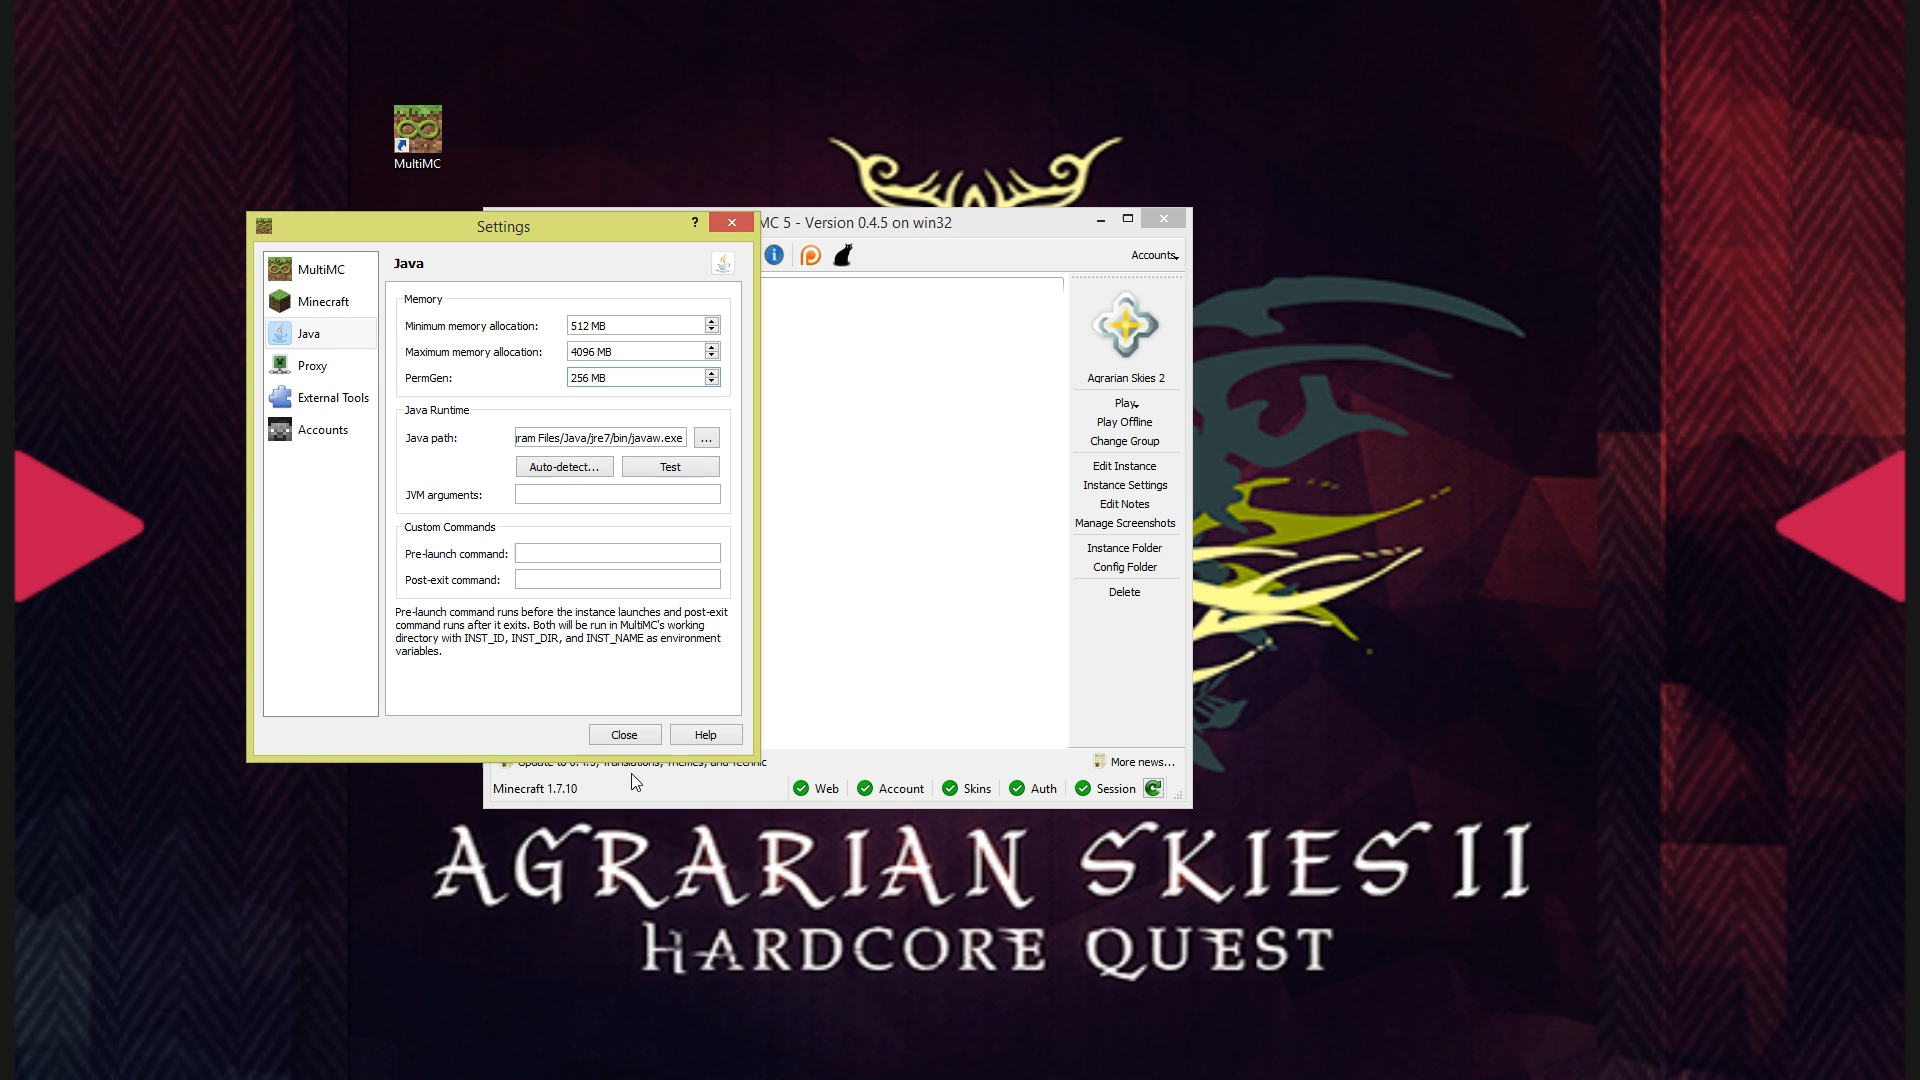 MultiMC
Settings
?
MC 5 - Version 0.4.5 on win32
Accounts
MultiMC
Minecraft
Java
Proxy
External Tools
Accounts
Java
Memory
Minimum memory allocation: 512 MB
Maximum memory allocation: 4096 MB
PermGen: 256 MB
Java Runtime
Java path: ram Files/Java/jre7/bin/javaw.exe ...
Auto-detect... Test
JVM arguments:
Custom Commands
Pre-launch command:
Post-exit command:
Pre-launch command runs before the instance launches and post-exit
command runs after it exits. Both will be run in MultiMC's working
directory with INST_ID, INST_DIR, and INST_NAME as environment
variables.
Close Help
Agrarian Skies 2
Play
Play Offline
Change Group
Edit Instance
Instance Settings
Edit Notes
Manage Screenshots
Instance Folder
Config Folder
Delete
Translations, Themes, and Technic
More news...
Minecraft 1.7.10
Web Account Skins Auth Session
AGRARIAN SKIES II
HARDCORE QUEST